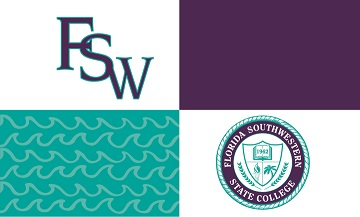 FSW
FLORIDA SOUTHWESTERN
STATE COLLEGE
1962